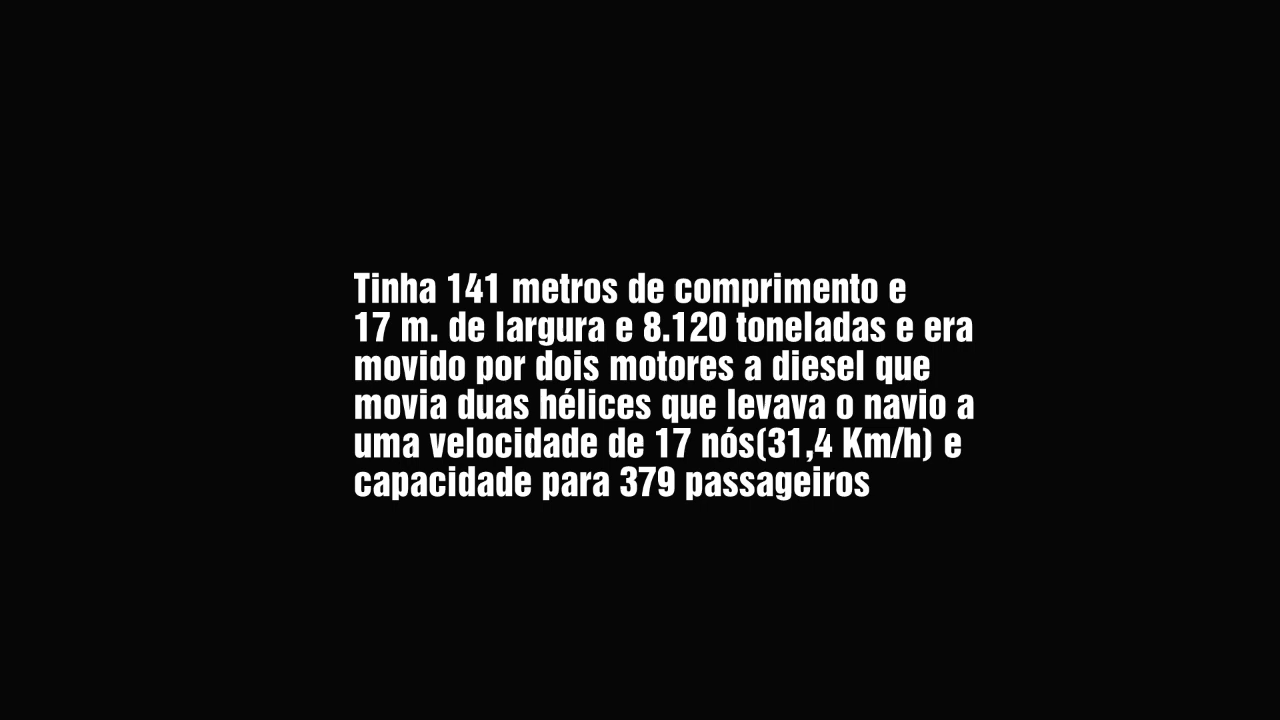 Tinha 141 metros de comprimento e
17 m. de largura e 8.120 toneladas e era
movido por dois motores a diesel que
movia duas hélices que levava o navio a
uma velocidade de 17 nós(31,4 Km/h) e
capacidade para 379 passageiros